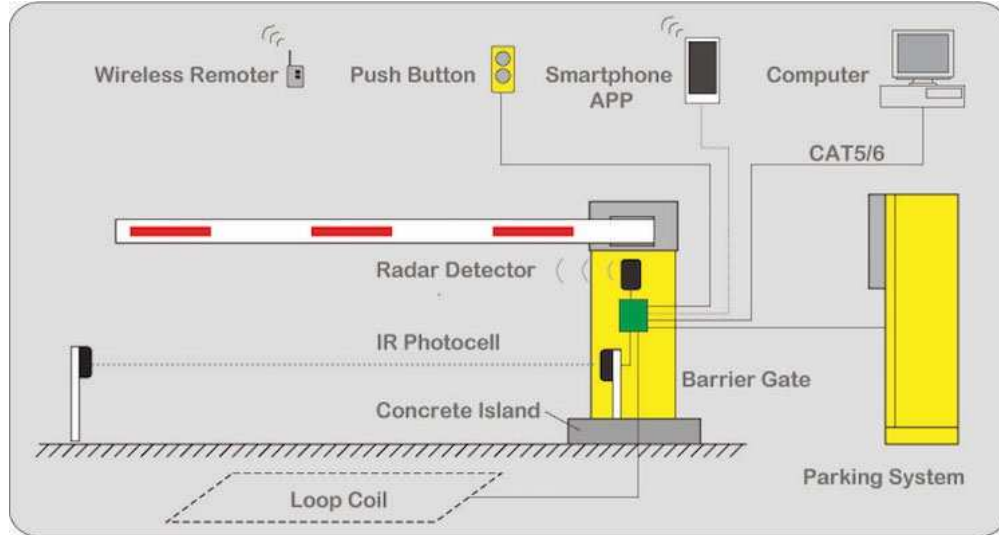 Wireless Remoter
Push Button
Smartphone
APP
Computer
CAT5/6
Radar Detector
IR Photocell
Barrier Gate
Concrete Island
Parking System
Loop Coil